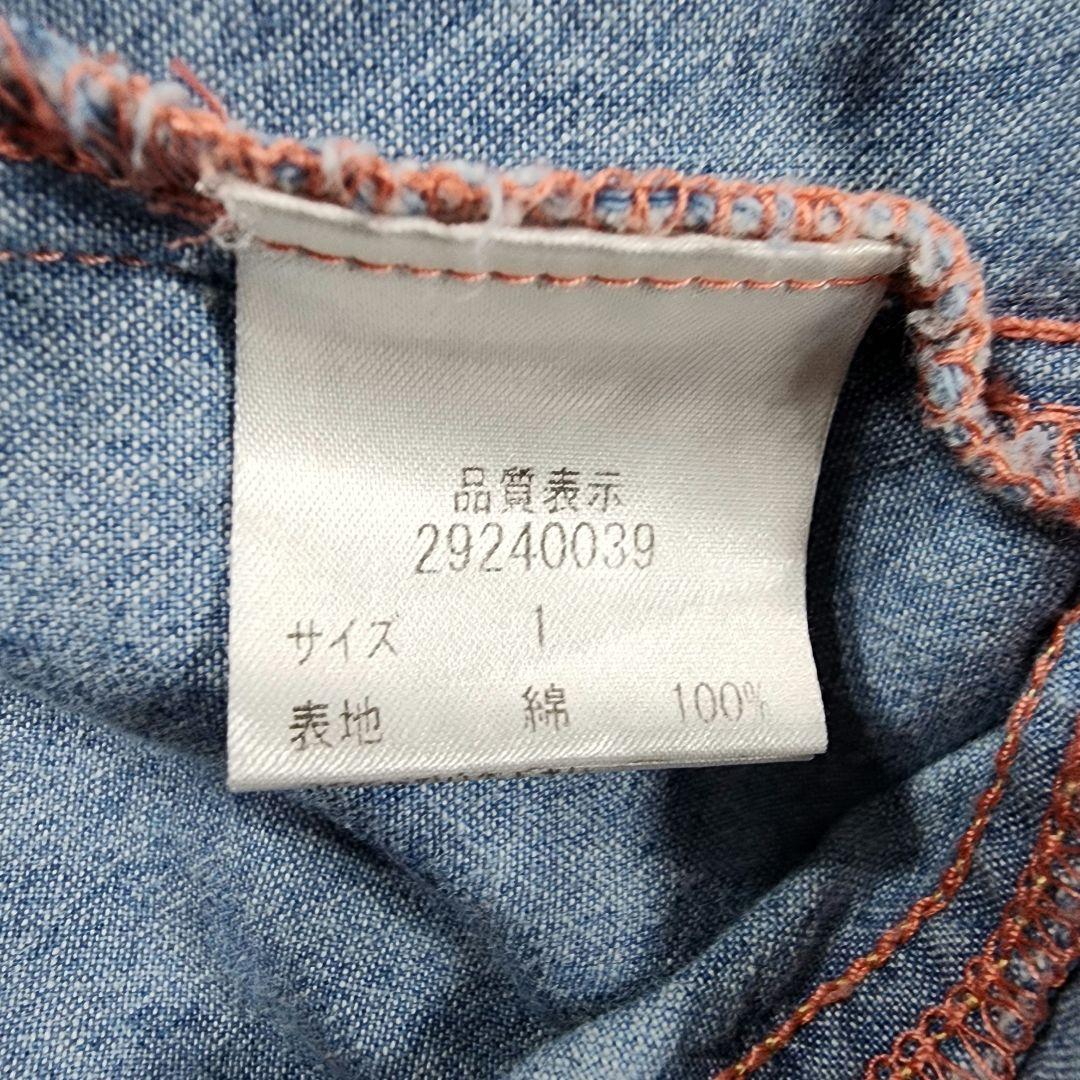 品質表示
29240039
サイズ 1
表地 綿 100%